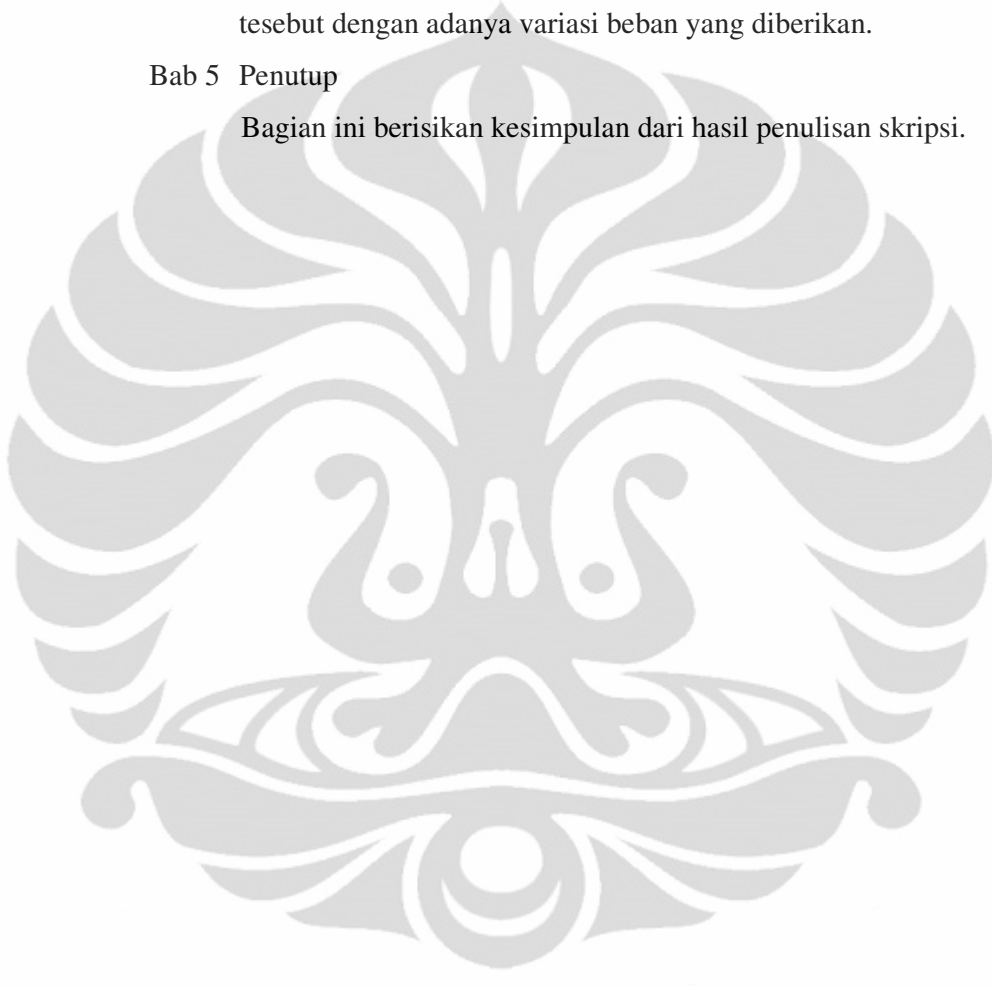 tesebut dengan adanya variasi beban yang diberikan.
Bab 5 Penutup
Bagian ini berisikan kesimpulan dari hasil penulisan skripsi.